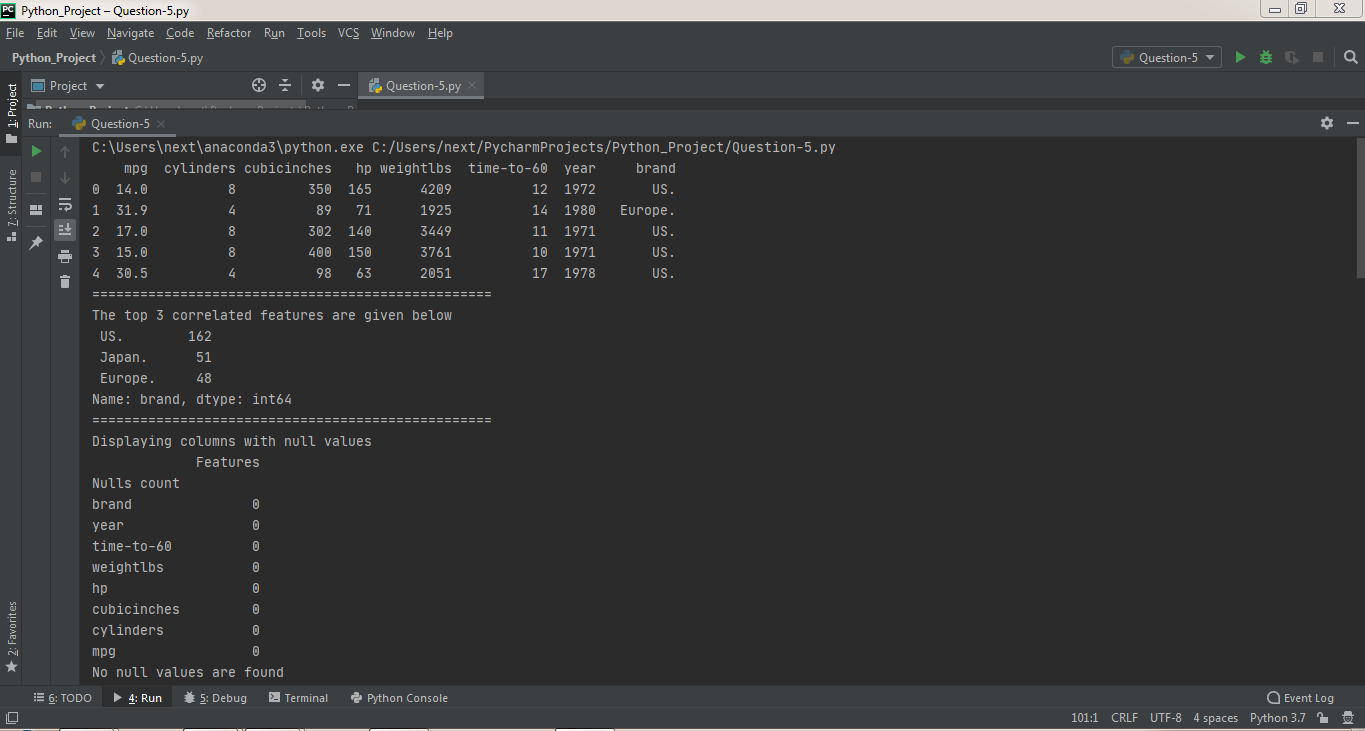 Python_Project – Question-5.py
File Edit View Navigate Code Refactor Run Tools VCS Window Help
Python_Project Question-5.py Question-5
Project Question-5.py
1: Project
Run: Question-5
C:\Users\next\anaconda3\python.exe C:/Users/next/PycharmProjects/Python_Project/Question-5.py
mpg cylinders cubicinches hp weightlbs time-to-60 year brand
0 14.0 8 350 165 4209 12 1972 US.
1 31.9 4 89 71 1925 14 1980 Europe.
2 17.0 8 302 140 3449 11 1971 US.
3 15.0 8 400 150 3761 10 1971 US.
4 30.5 4 98 63 2051 17 1978 US.
==================================================
The top 3 correlated features are given below
US. 162
Japan. 51
Europe. 48
Name: brand, dtype: int64
==================================================
Displaying columns with null values
Features
Nulls count
brand 0
year 0
time-to-60 0
weightlbs 0
hp 0
cubicinches 0
cylinders 0
mpg 0
No null values are found
7: Structure
2: Favorites
6: TODO 4: Run 5: Debug Terminal Python Console Event Log
101:1 CRLF UTF-8 4 spaces Python 3.7